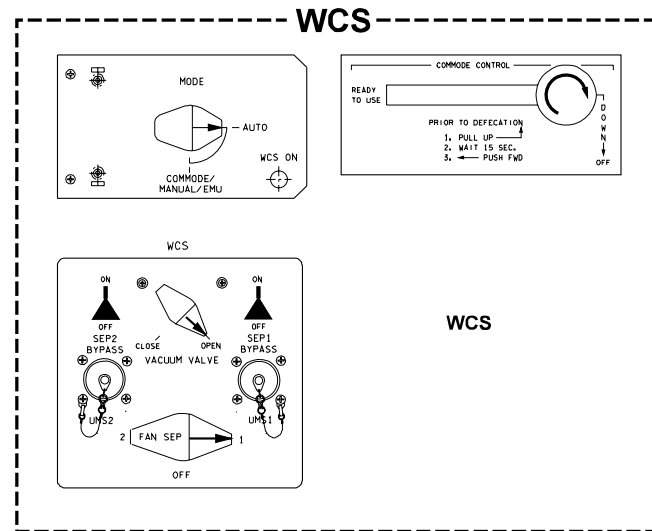 WCS
MODE
AUTO
WCS ON
COMMODE/
MANUAL/EMU
COMMODE CONTROL
READY
TO USE
PRIOR TO DEFECATION
1. PULL UP
2. WAIT 15 SEC.
3. PUSH FWD
DOWN
OFF
WCS
ON
OFF
SEP2
BYPASS
CLOSE
OPEN
VACUUM VALVE
ON
OFF
SEP1
BYPASS
UMS2
UMS1
2
FAN SEP
1
OFF
WCS